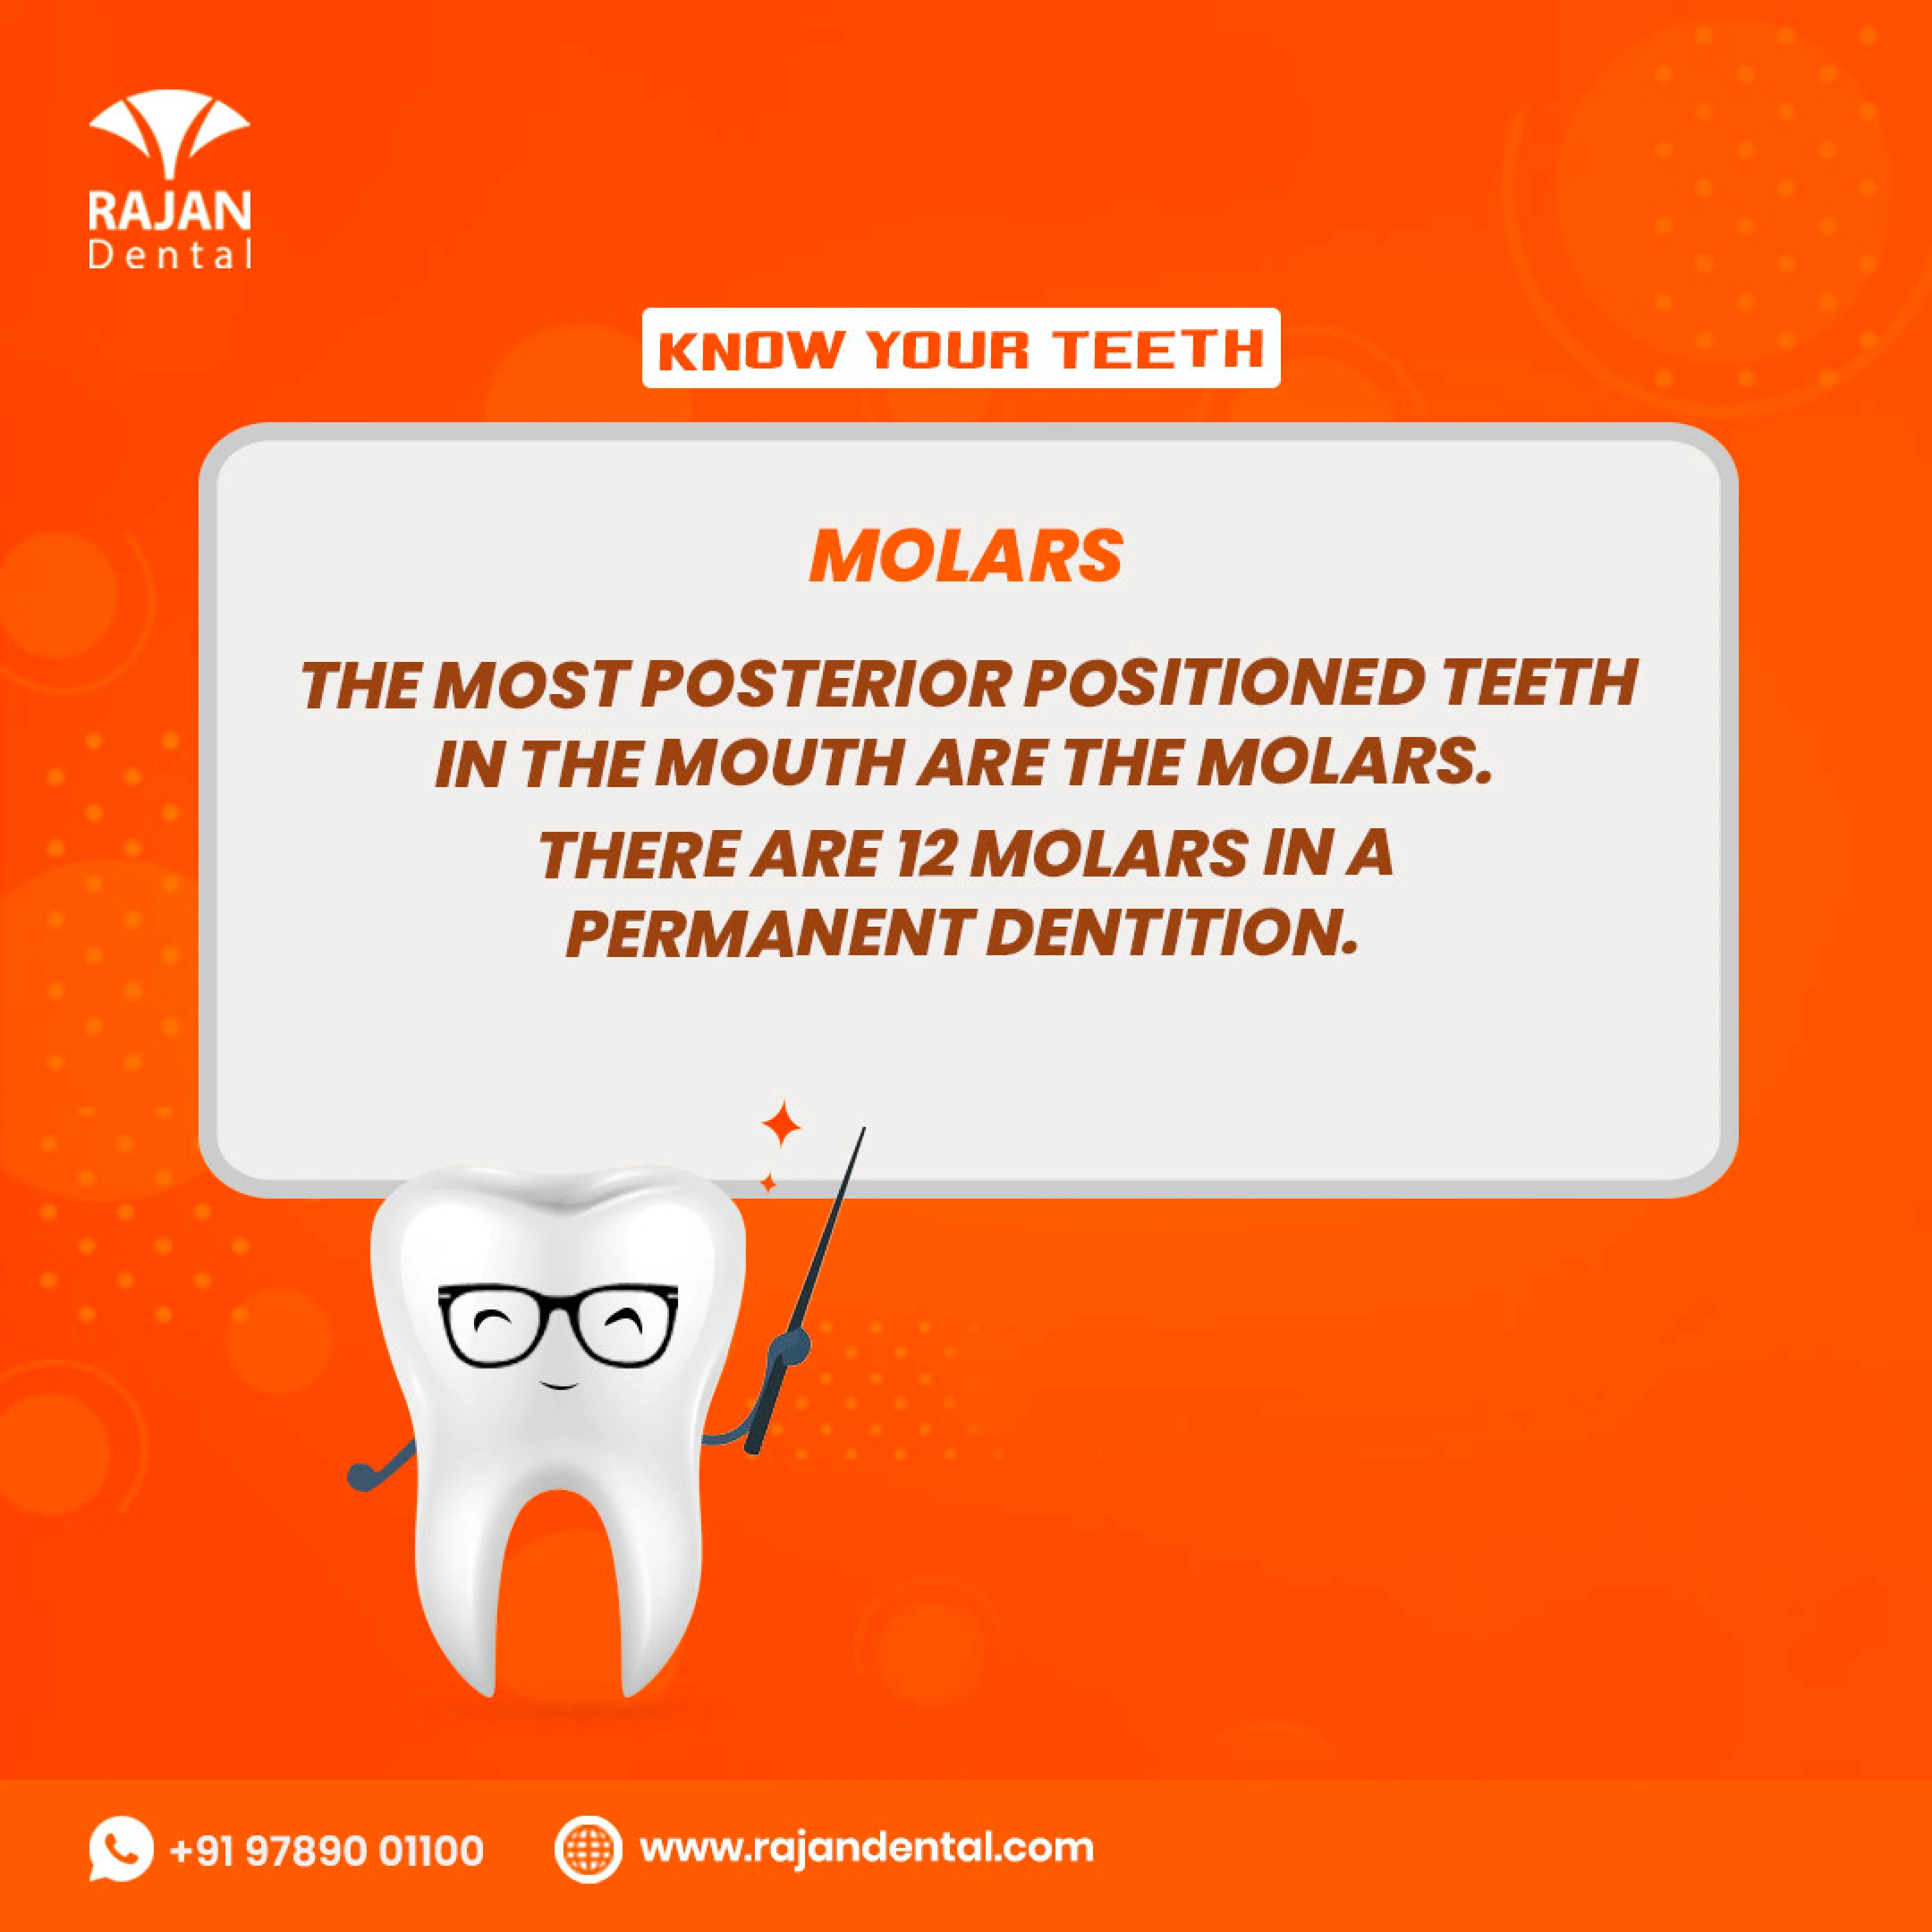 RAJAN
Dental
KNOW YOUR TEETH
MOLARS
THE MOST POSTERIOR POSITIONED TEETH
IN THE MOUTH ARE THE MOLARS.
THERE ARE 12 MOLARS IN A
PERMANENT DENTITION.
+91 97890 01100
www.rajandental.com